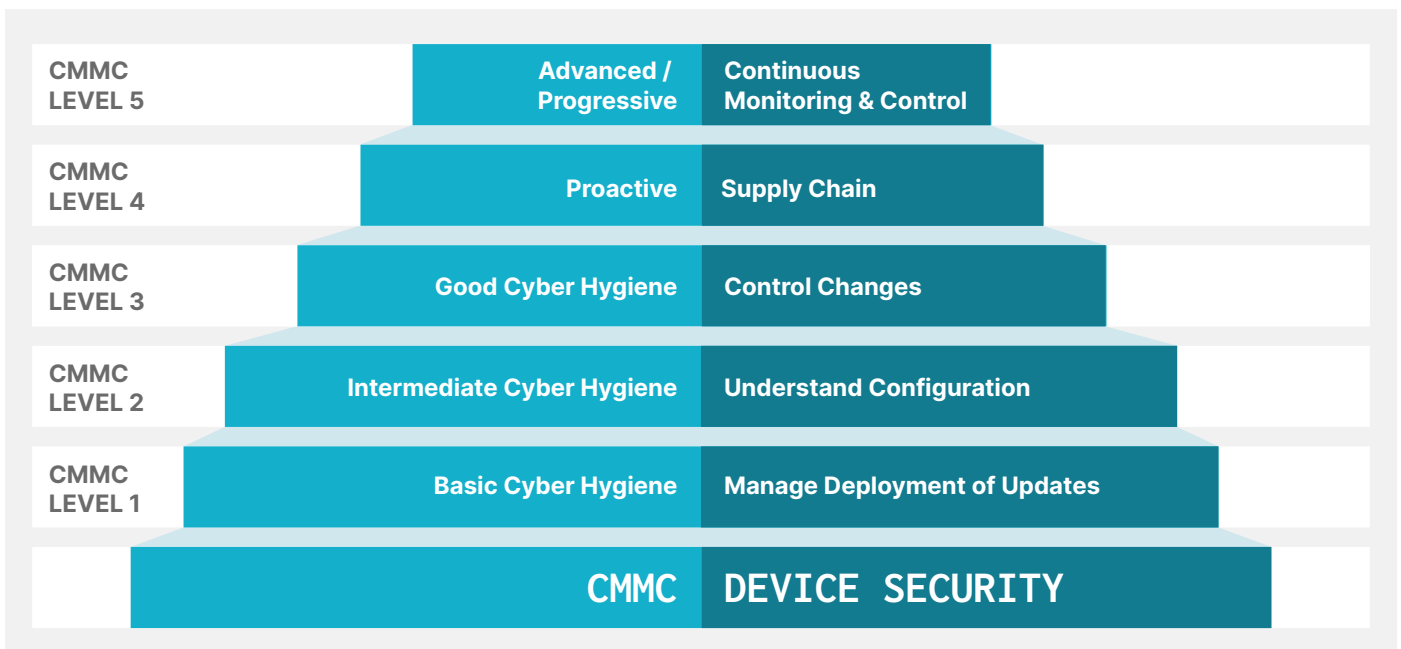 CMMC
LEVEL 5
Advanced /
Progressive
Continuous
Monitoring & Control
CMMC
LEVEL 4
Proactive
Supply Chain
CMMC
LEVEL 3
Good Cyber Hygiene
Control Changes
CMMC
LEVEL 2
Intermediate Cyber Hygiene
Understand Configuration
CMMC
LEVEL 1
Basic Cyber Hygiene
Manage Deployment of Updates
CMMC
DEVICE SECURITY